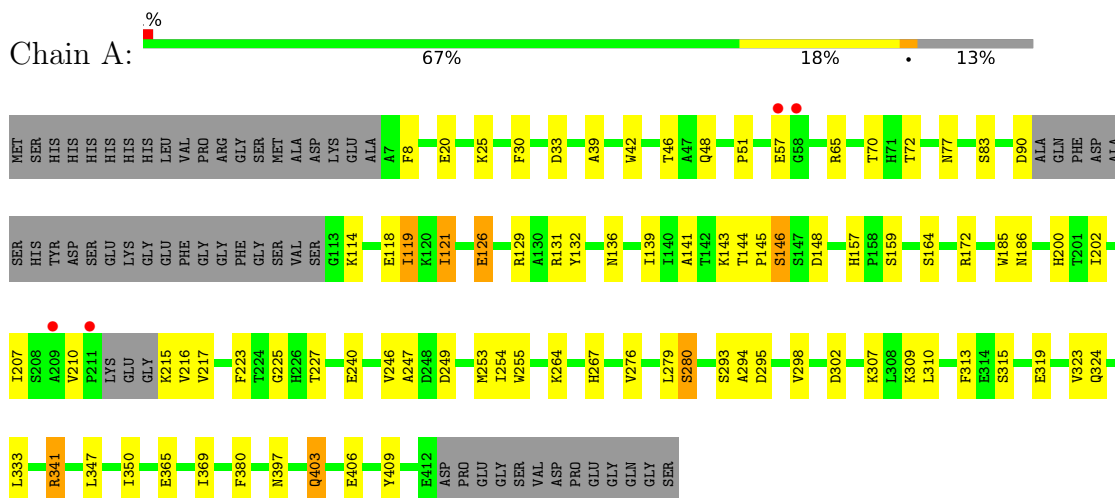 .%
Chain A:
67% 18% • 13%
MET SER HIS HIS HIS HIS HIS HIS LEU VAL PRO ARG GLY SER MET ALA ASP LYS GLU ALA A7 F8 E20 K25 F30 D33 A39 W42 T46 A47 Q48 P51 E57 G58 R65 T70 H71 T72 N77 S83 D90 ALA GLN PHE ASP ALA
SER HIS TYR ASP SER GLU LYS GLY GLU PHE GLY GLY PHE GLY SER VAL SER G113 K114 E118 I119 K120 I121 E126 R129 A130 R131 Y132 N136 I139 I140 A141 T142 K143 T144 P145 S146 S147 D148 H157 P158 S159 S164 R172 W185 N186 H200 T201 I202
I207 S208 A209 V210 P211 LYS GLU GLY K215 V216 V217 F223 T224 G225 H226 T227 E240 V246 A247 D248 D249 M253 I254 W255 K264 H267 V276 L279 S280 S293 A294 D295 V298 D302 K307 L308 K309 L310 F313 E314 S315 E319 V323 Q324
L333 R341 L347 I350 E365 I369 F380 N397 Q403 E406 Y409 E412 ASP PRO GLU GLY SER VAL ASP PRO GLU GLY GLN GLY SER